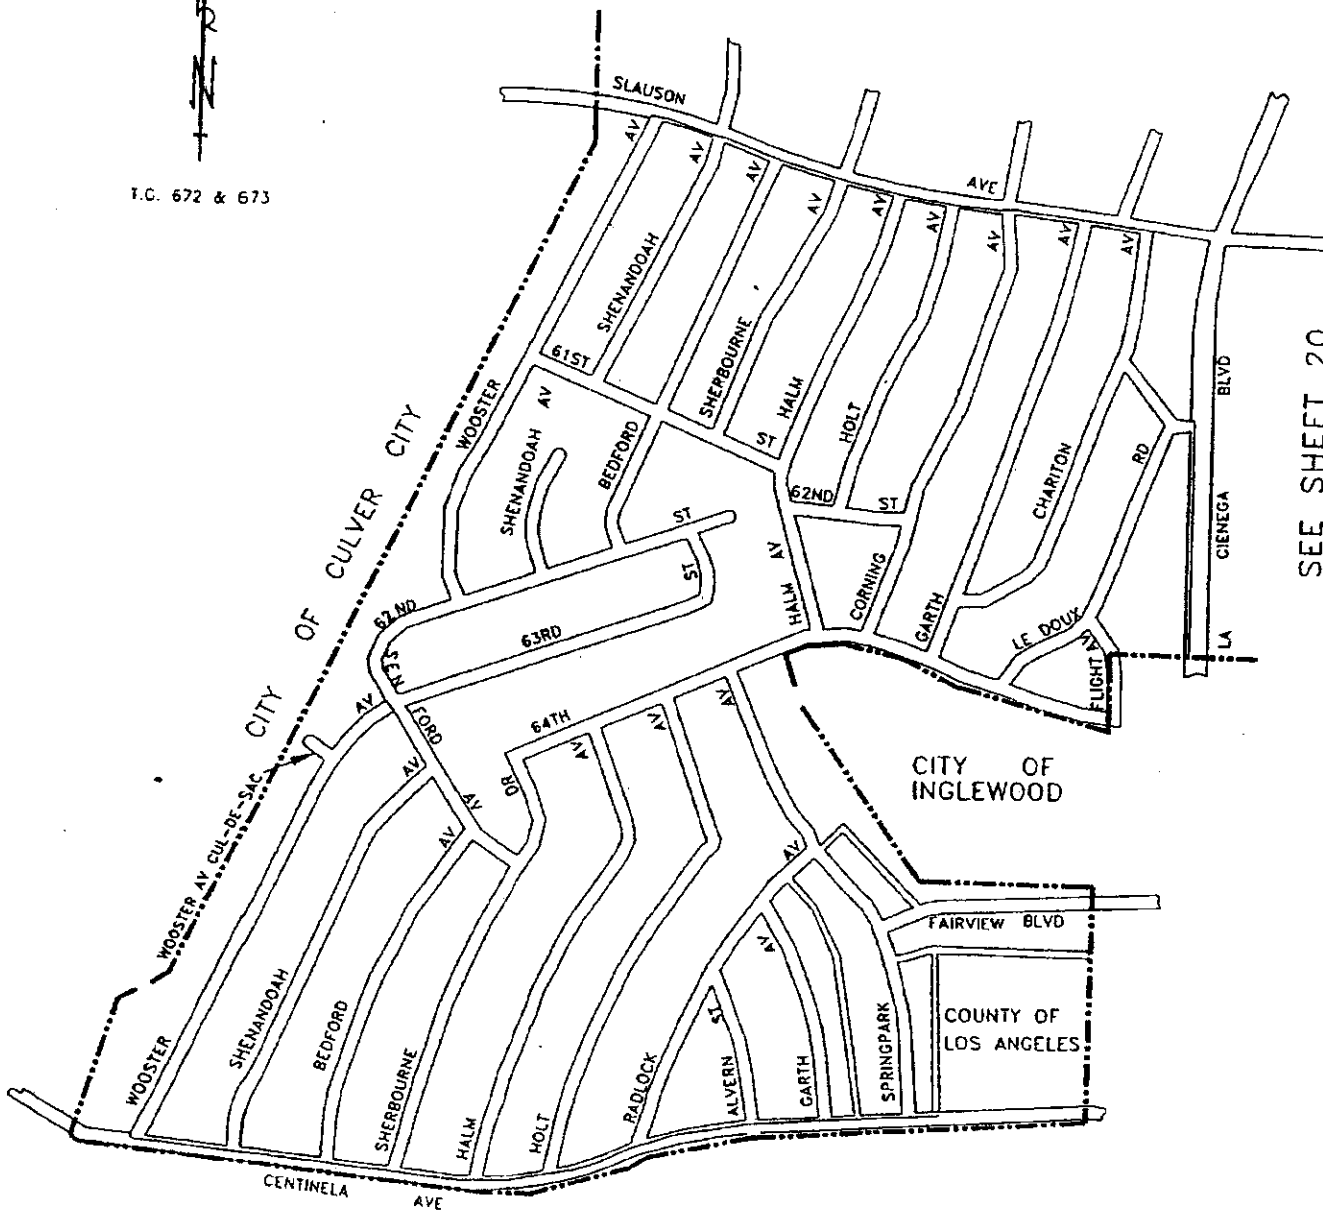 N
T.C. 672 & 673
SLAUSON
AVE
AV
AV
AV
AV
AV
AV
AV
AV
AV
SHENANDOAH
61ST
WOOSTER
SHERBOURNE
HALM
HOLT
ST
BLVD
SEE SHEET 20
CITY OF CULVER CITY
SHENANDOAH AV
BEDFORD
CHARITON
RD
62ND
ST
ST
CIENEGA
HALM AV
CORNING
GARTH
ST
62ND
63RD
LE DOUX
FLIGHT AV
LA
SEN
FORD
AV
AV
64TH
AV
AV
AV
AV
AV
DR
AV
CITY OF
INGLEWOOD
WOOSTER AV CUL-DE-SAC
AV
AV
FAIRVIEW BLVD
COUNTY OF
LOS ANGELES
WOOSTER
SHENANDOAH
BEDFORD
SHERBOURNE
HALM
HOLT
RADLOCK
ST
ALVERN
GARTH
SPRINGPARK
CENTINELA
AVE